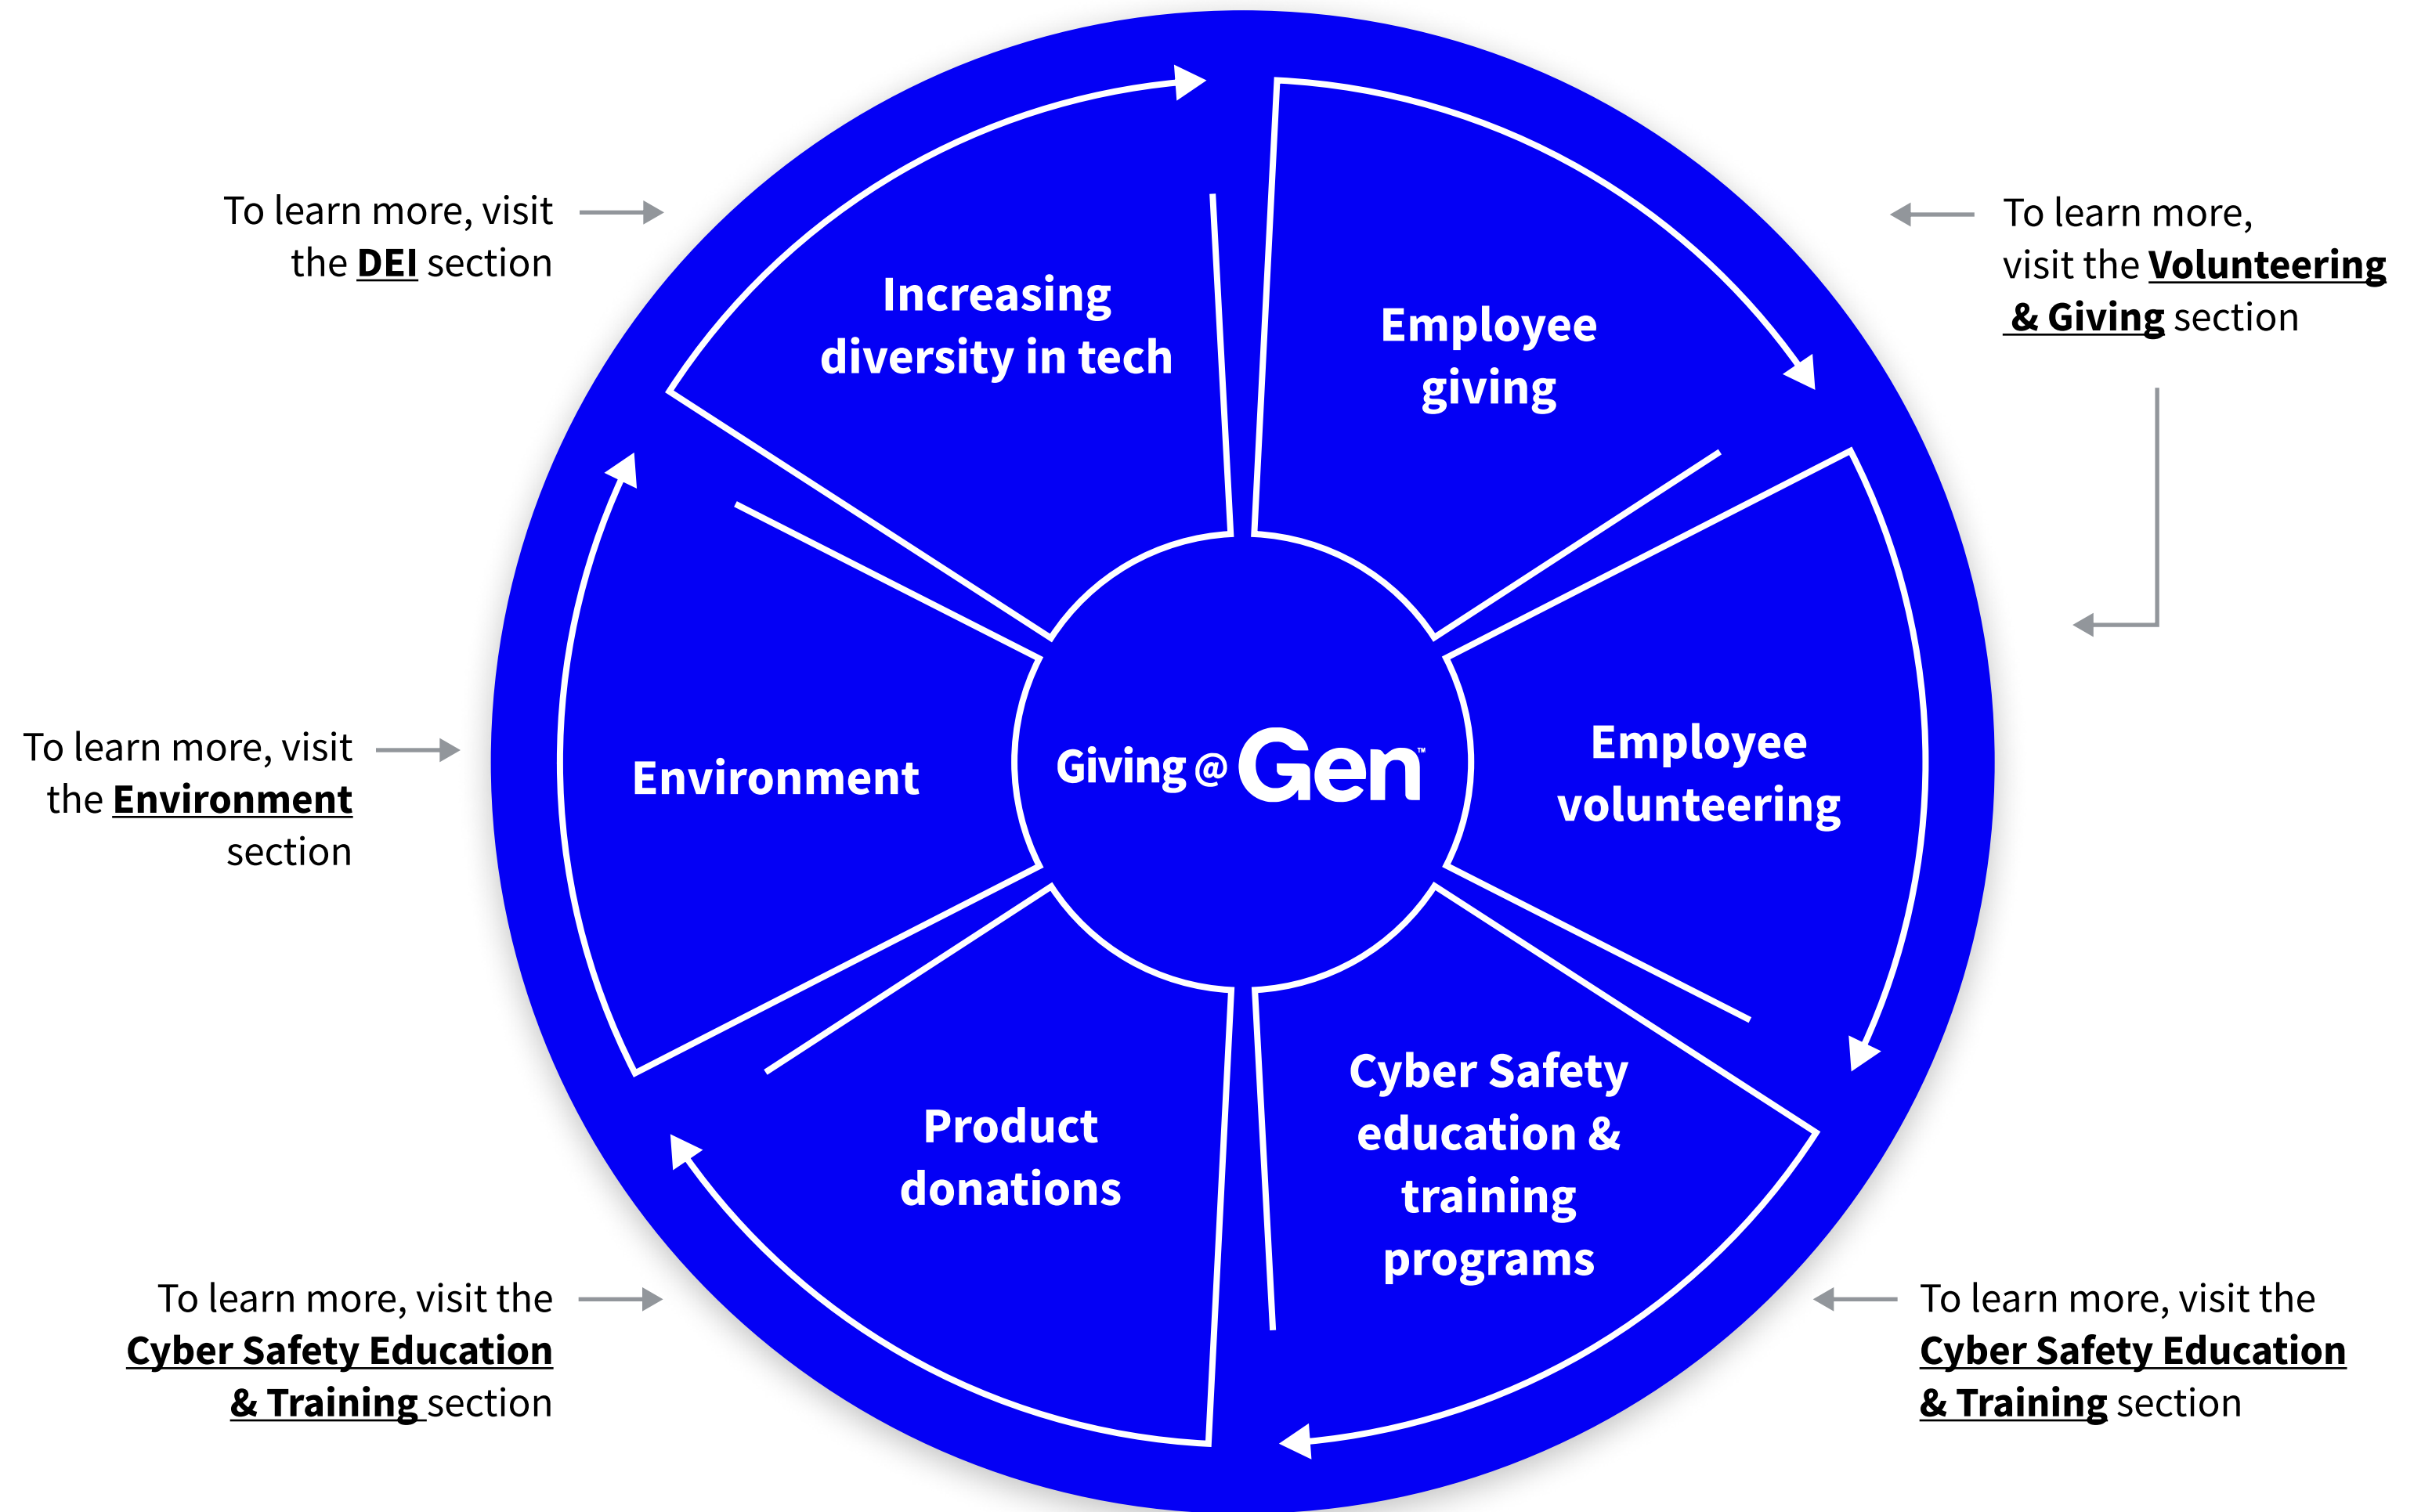 To learn more, visit
the DEI section
To learn more,
visit the Volunteering
& Giving section
Increasing
diversity in tech
Employee
giving
To learn more, visit
the Environment
section
Environment
Giving @ Gen™
Employee
volunteering
Product
donations
Cyber Safety
education &
training
programs
To learn more, visit the
Cyber Safety Education
& Training section
To learn more, visit the
Cyber Safety Education
& Training section